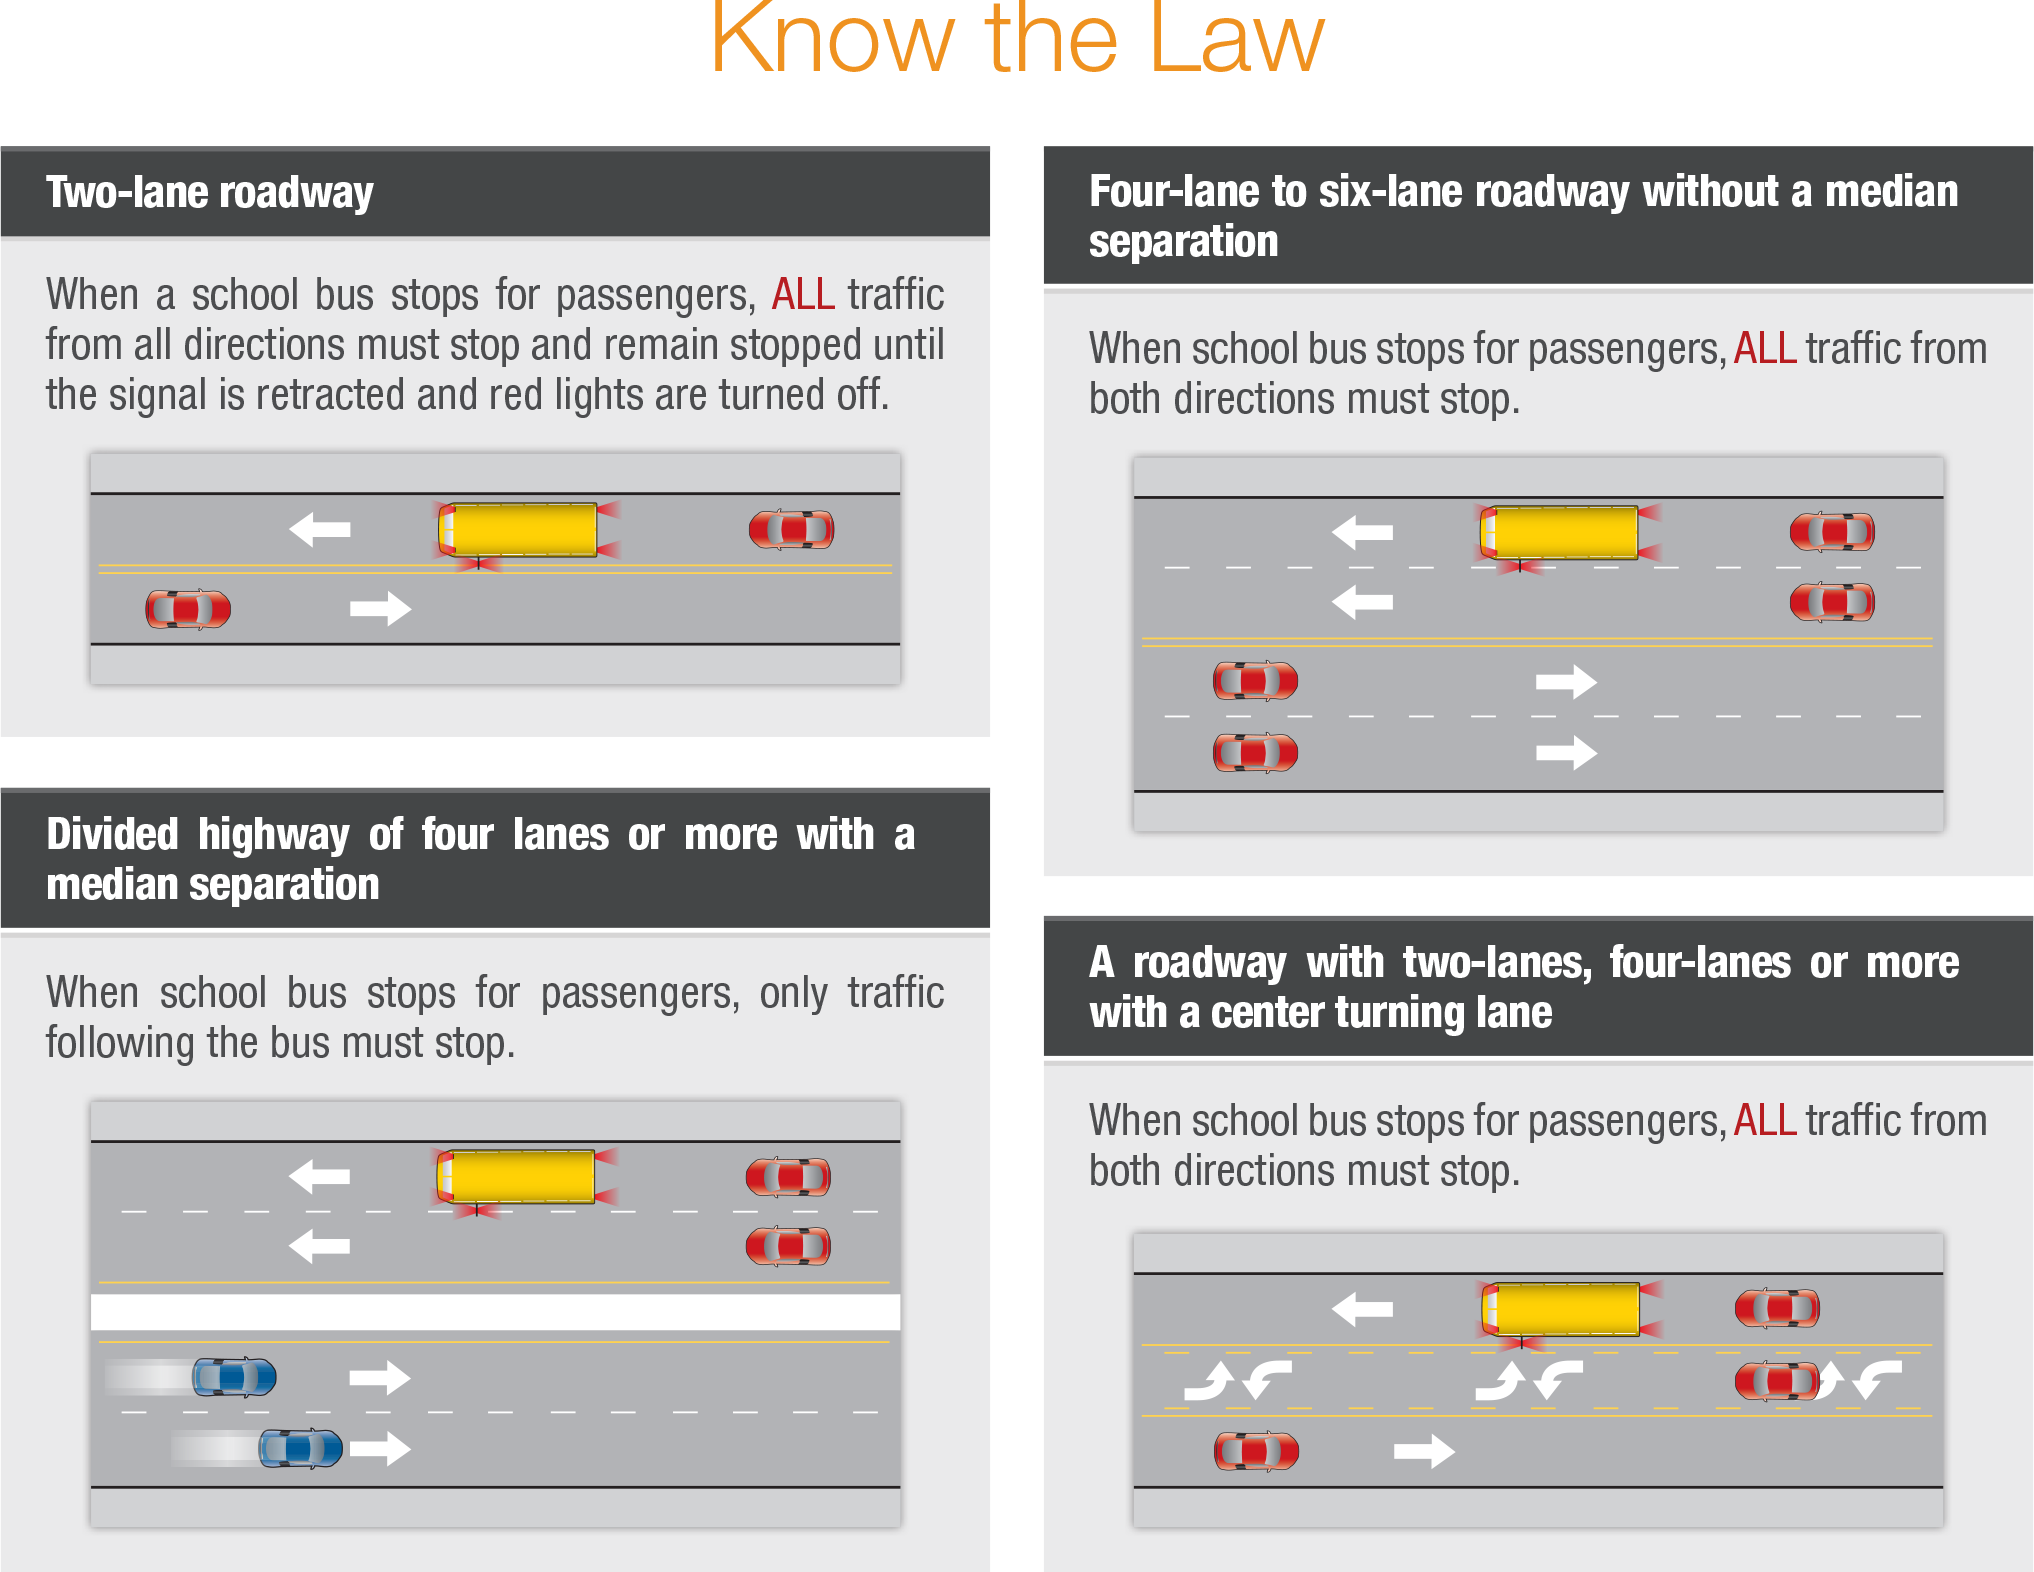 Know the Law
Two-lane roadway
When a school bus stops for passengers, ALL traffic
from all directions must stop and remain stopped until
the signal is retracted and red lights are turned off.
Four-lane to six-lane roadway without a median
separation
When school bus stops for passengers, ALL traffic from
both directions must stop.
Divided highway of four lanes or more with a
median separation
When school bus stops for passengers, only traffic
following the bus must stop.
A roadway with two-lanes, four-lanes or more
with a center turning lane
When school bus stops for passengers, ALL traffic from
both directions must stop.